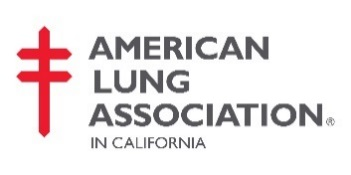 AMERICAN
LUNG
ASSOCIATION®
IN CALIFORNIA